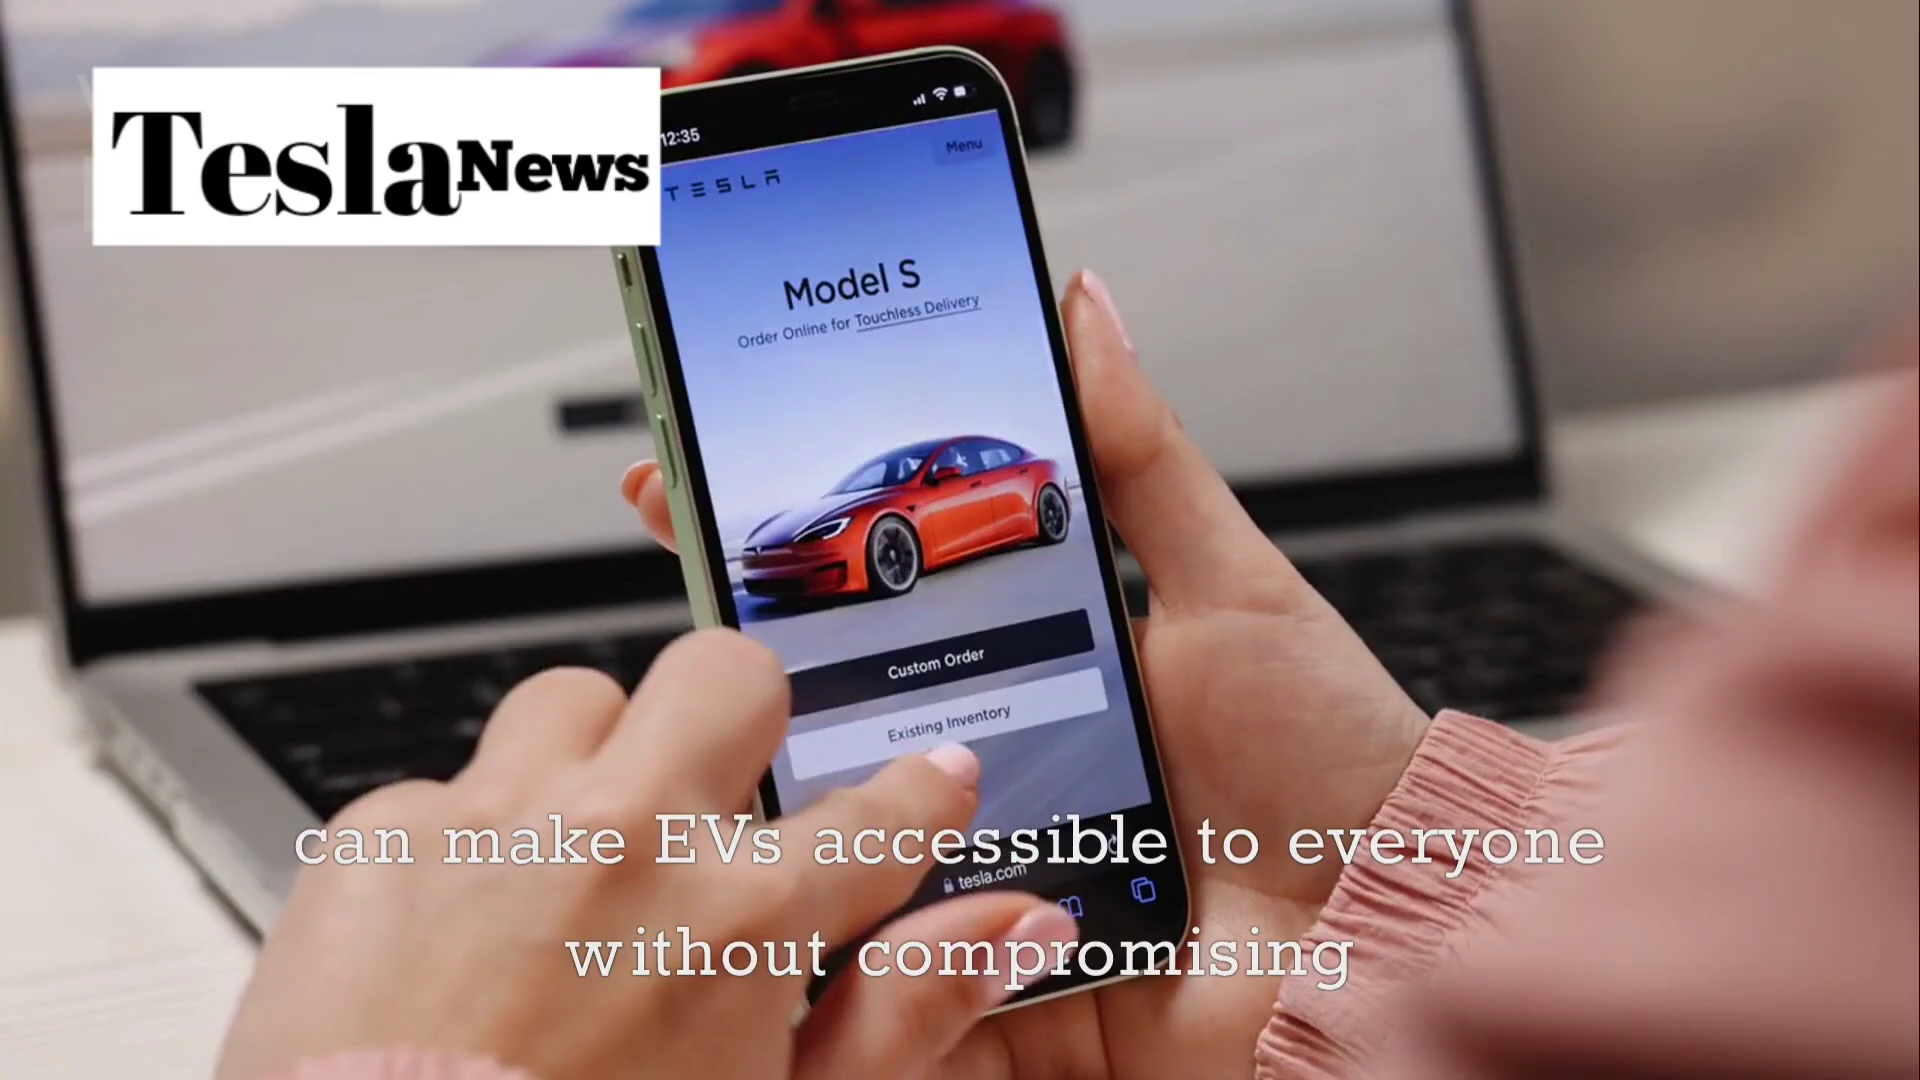 TeslaNews
12:35
Menu
TESLA
Model S
Order Online for Touchless Delivery
Custom Order
Existing Inventory
can make EVs accessible to everyone
tesla.com
without compromising